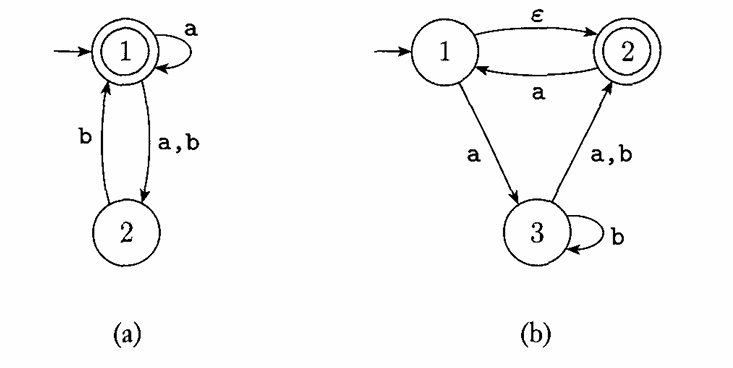 1 a 1 ε 2
a
b a,b a a,b
2 3 b
(a) (b)